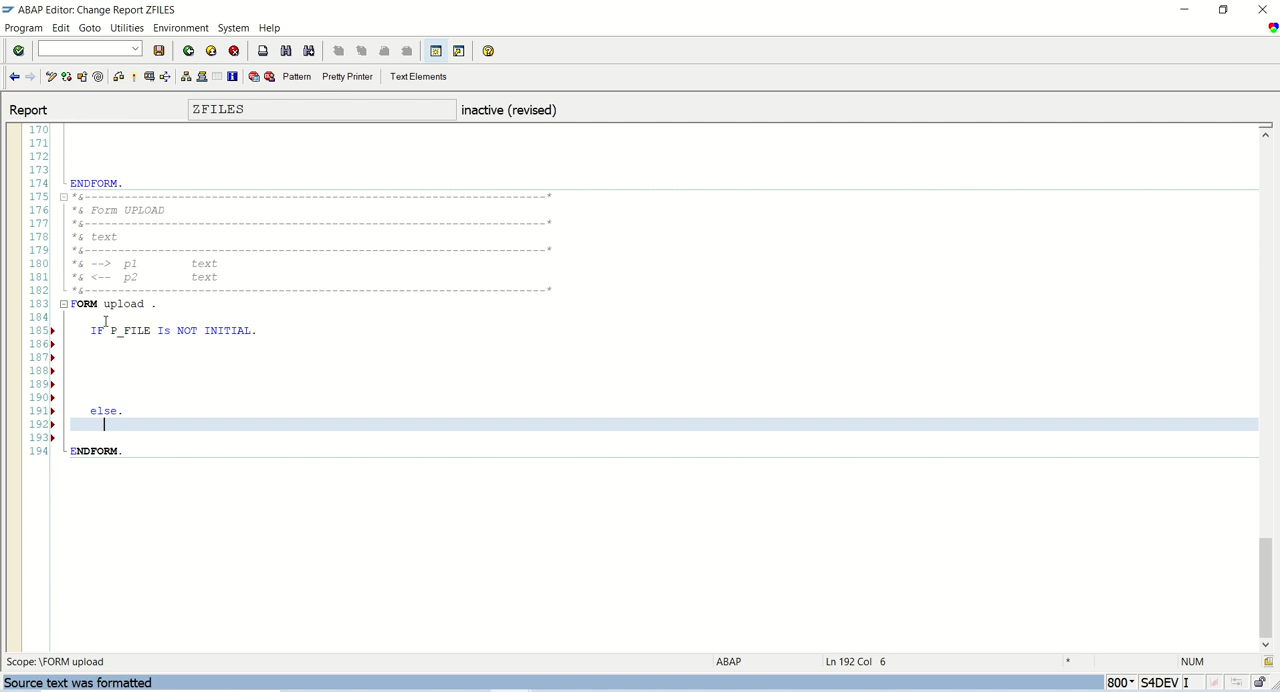 ABAP Editor: Change Report ZFILES
Program Edit Goto Utilities Environment System Help
Pattern Pretty Printer Text Elements
Report ZFILES inactive (revised)
170
171
172
173
174 ENDFORM.
175 *&---------------------------------------------------------------------*
176 *& Form UPLOAD
177 *&---------------------------------------------------------------------*
178 *& text
179 *&---------------------------------------------------------------------*
180 *& --> p1 text
181 *& <-- p2 text
182 *&---------------------------------------------------------------------*
183 FORM upload .
184
185 IF P_FILE Is NOT INITIAL.
186
187
188
189
190
191 else.
192
193
194 ENDFORM.
Scope: \FORM upload ABAP Ln 192 Col 6 * NUM
Source text was formatted 800 S4DEV I